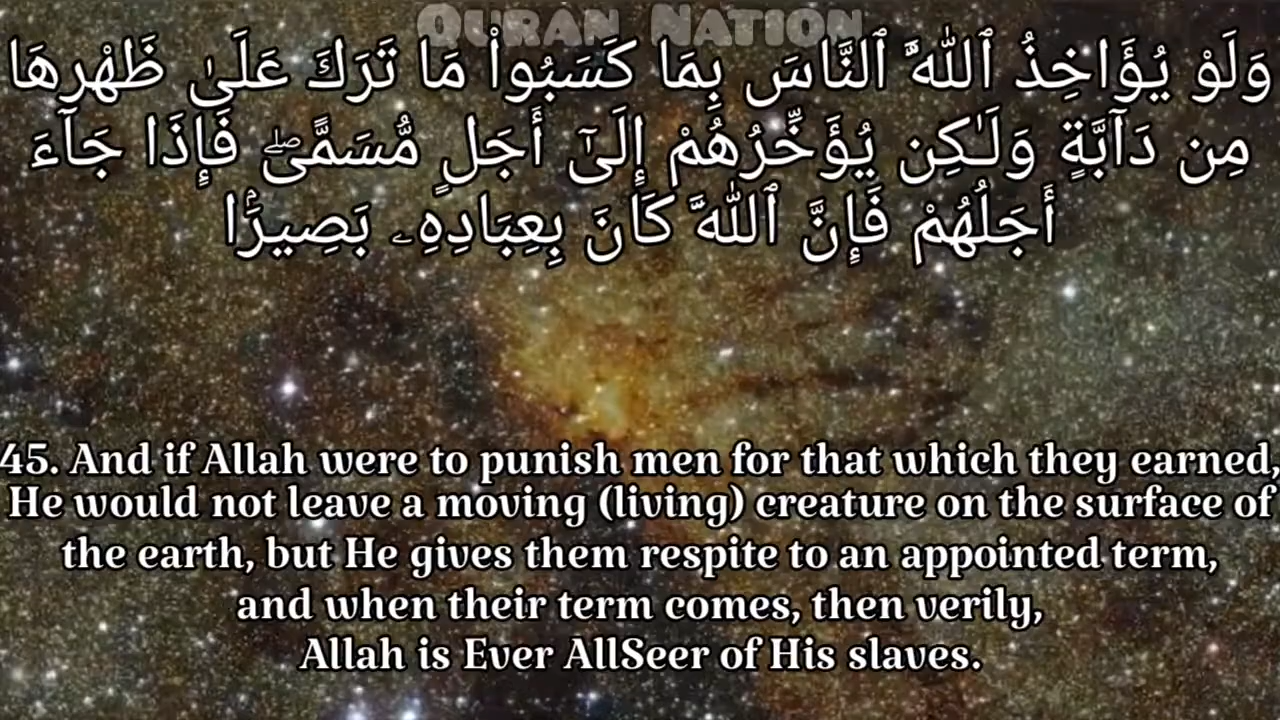 Quran Nation
وَلَوْ يُؤَاخِذُ ٱللَّهُ ٱلنَّاسَ بِمَا كَسَبُوا۟ مَا تَرَكَ عَلَىٰ ظَهْرِهَا
مِن دَآبَّةٍ وَلَـٰكِن يُؤَخِّرُهُمْ إِلَىٰٓ أَجَلٍ مُّسَمًّى ۖ فَإِذَا جَآءَ
أَجَلُهُمْ فَإِنَّ ٱللَّهَ كَانَ بِعِبَادِهِۦ بَصِيرًۢا
45. And if Allah were to punish men for that which they earned,
He would not leave a moving (living) creature on the surface of
the earth, but He gives them respite to an appointed term,
and when their term comes, then verily,
Allah is Ever AllSeer of His slaves.